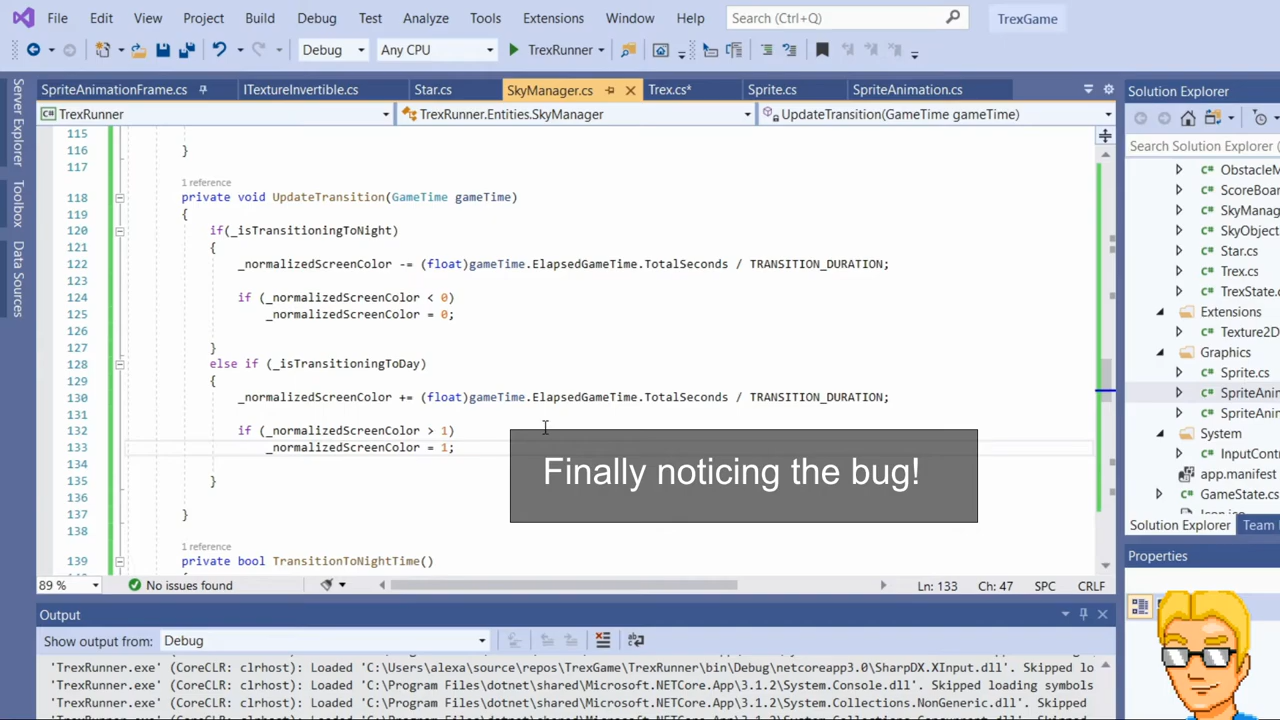 File Edit View Project Build Debug Test Analyze Tools Extensions Window Help Search (Ctrl+Q) TrexGame
Debug Any CPU TrexRunner
SpriteAnimationFrame.cs ITextureInvertible.cs Star.cs SkyManager.cs Trex.cs* Sprite.cs SpriteAnimation.cs
TrexRunner TrexRunner.Entities.SkyManager UpdateTransition(GameTime gameTime)
Server Explorer
Toolbox
Data Sources
115
116 }
117
1 reference
118 private void UpdateTransition(GameTime gameTime)
119 {
120 if(_isTransitioningToNight)
121 {
122 _normalizedScreenColor -= (float)gameTime.ElapsedGameTime.TotalSeconds / TRANSITION_DURATION;
123
124 if (_normalizedScreenColor < 0)
125 _normalizedScreenColor = 0;
126
127 }
128 else if (_isTransitioningToDay)
129 {
130 _normalizedScreenColor += (float)gameTime.ElapsedGameTime.TotalSeconds / TRANSITION_DURATION;
131
132 if (_normalizedScreenColor > 1)
133 _normalizedScreenColor = 1;
134
135 }
136
137 }
138
1 reference
139 private bool TransitionToNightTime()
Finally noticing the bug!
89 % No issues found Ln: 133 Ch: 47 SPC CRLF
Output
Show output from: Debug
'TrexRunner.exe' (CoreCLR: clrhost): Loaded 'C:\Users\alexa\source\repos\TrexGame\TrexRunner\bin\Debug\netcoreapp3.0\SharpDX.XInput.dll'. Skipped lo
'TrexRunner.exe' (CoreCLR: clrhost): Loaded 'C:\Program Files\dotnet\shared\Microsoft.NETCore.App\3.1.2\System.Console.dll'. Skipped loading symbols
'TrexRunner.exe' (CoreCLR: clrhost): Loaded 'C:\Program Files\dotnet\shared\Microsoft.NETCore.App\3.1.2\System.Collections.NonGeneric.dll'. Skipped
Solution Explorer
Search Solution Explorer (
C# ObstacleM
C# ScoreBoar
C# SkyManag
C# SkyObject
C# Star.cs
C# Trex.cs
C# TrexState.c
Extensions
C# Texture2D
Graphics
C# Sprite.cs
C# SpriteAnin
C# SpriteAnin
System
C# InputContr
app.manifest
C# GameState.cs
Solution Explorer Team
Properties